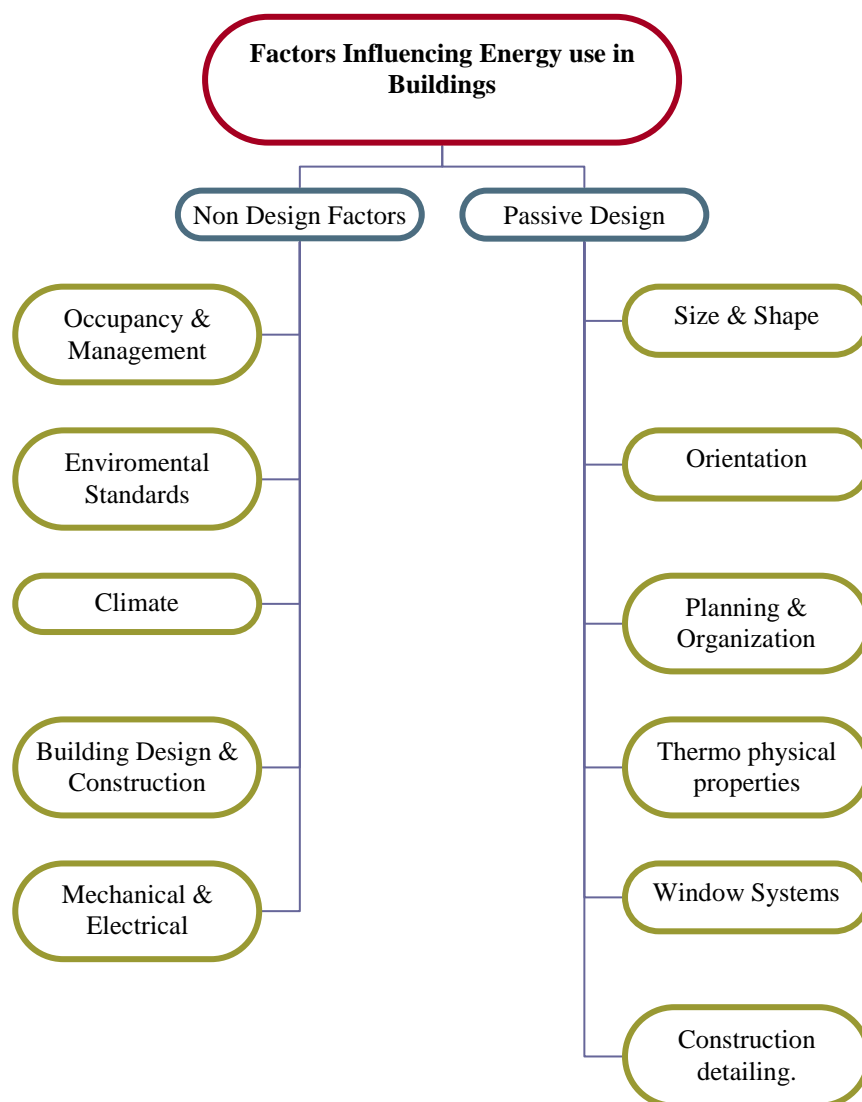 Factors Influencing Energy use in
Buildings
Non Design Factors
Passive Design
Occupancy &
Management
Enviromental
Standards
Climate
Building Design &
Construction
Mechanical &
Electrical
Size & Shape
Orientation
Planning &
Organization
Thermo physical
properties
Window Systems
Construction
detailing.